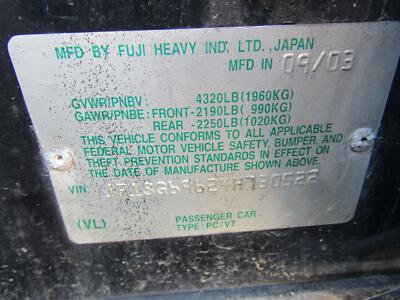 MFD BY FUJI HEAVY IND. LTD., JAPAN
MFD IN 09/03
GVWR/PNBV : 4320LB (1960KG)
GAWR/PNBE : FRONT-2190LB ( 990KG)
REAR -2250LB (1020KG)
THIS VEHICLE CONFORMS TO ALL APPLICABLE
FEDERAL MOTOR VEHICLE SAFETY, BUMPER, AND
THEFT PREVENTION STANDARDS IN EFFECT ON
THE DATE OF MANUFACTURE SHOWN ABOVE
VIN: JF1SG69624H730522
(VL)
PASSENGER CAR
TYPE : PC/VT